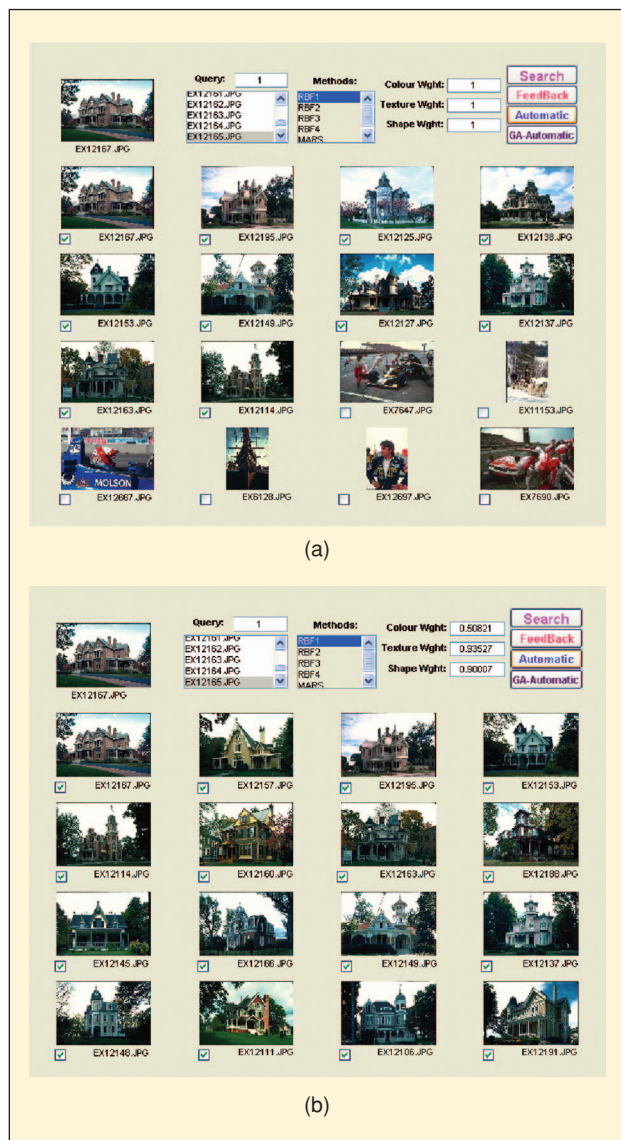 Query: 1 Methods: Colour Wght: 1 Search
EX12161.JPG RBF1 Texture Wght: 1 FeedBack
EX12162.JPG RBF2 Shape Wght: 1 Automatic
EX12163.JPG RBF3 GA-Automatic
EX12164.JPG RBF4
EX12165.JPG MARS
EX12167.JPG
EX12167.JPG EX12195.JPG EX12125.JPG EX12138.JPG
EX12153.JPG EX12149.JPG EX12127.JPG EX12137.JPG
EX12163.JPG EX12114.JPG EX7647.JPG EX11153.JPG
MOLSON
EX12667.JPG EX6128.JPG EX12697.JPG EX7690.JPG
(a)
Query: 1 Methods: Colour Wght: 0.50821 Search
EX12161.JPG RBF1 Texture Wght: 0.93527 FeedBack
EX12162.JPG RBF2 Shape Wght: 0.90007 Automatic
EX12163.JPG RBF3 GA-Automatic
EX12164.JPG RBF4
EX12165.JPG MARS
EX12167.JPG
EX12167.JPG EX12157.JPG EX12195.JPG EX12153.JPG
EX12114.JPG EX12160.JPG EX12163.JPG EX12188.JPG
EX12145.JPG EX12166.JPG EX12149.JPG EX12137.JPG
EX12148.JPG EX12111.JPG EX12106.JPG EX12191.JPG
(b)